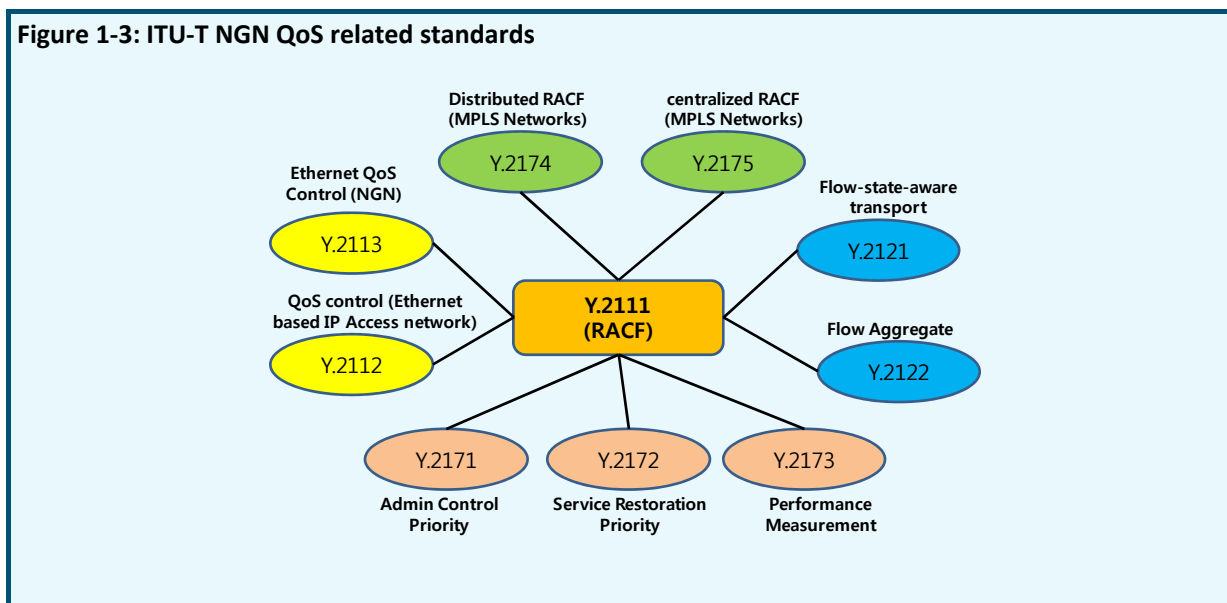 Figure 1-3: ITU-T NGN QoS related standards
Distributed RACF
(MPLS Networks)
centralized RACF
(MPLS Networks)
Y.2174
Y.2175
Ethernet QoS
Control (NGN)
Flow-state-aware
transport
Y.2113
Y.2121
QoS control (Ethernet
based IP Access network)
Y.2111
(RACF)
Flow Aggregate
Y.2112
Y.2122
Y.2171
Y.2172
Y.2173
Admin Control
Priority
Service Restoration
Priority
Performance
Measurement